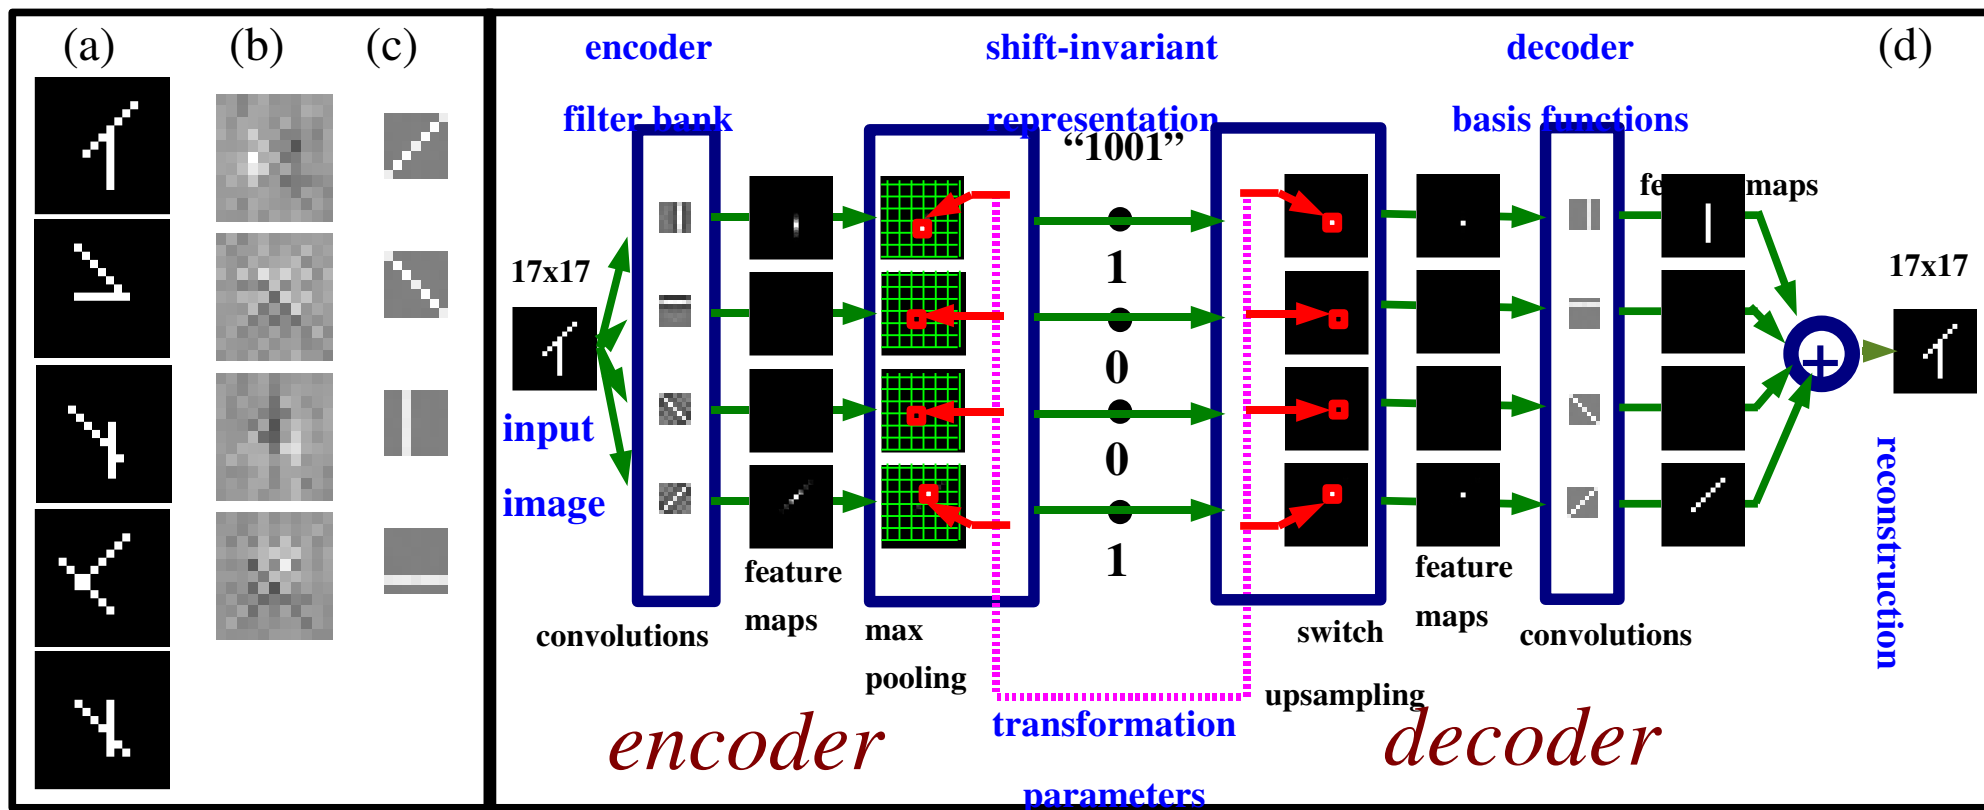 (a)
(b)
(c)
encoder
filter bank
shift-invariant
representation
"1001"
decoder
basis functions
(d)
17x17
input
image
convolutions
feature
maps
max
pooling
1
0
0
1
transformation
parameters
switch
upsampling
feature
maps
convolutions
maps
17x17
reconstruction
encoder
decoder